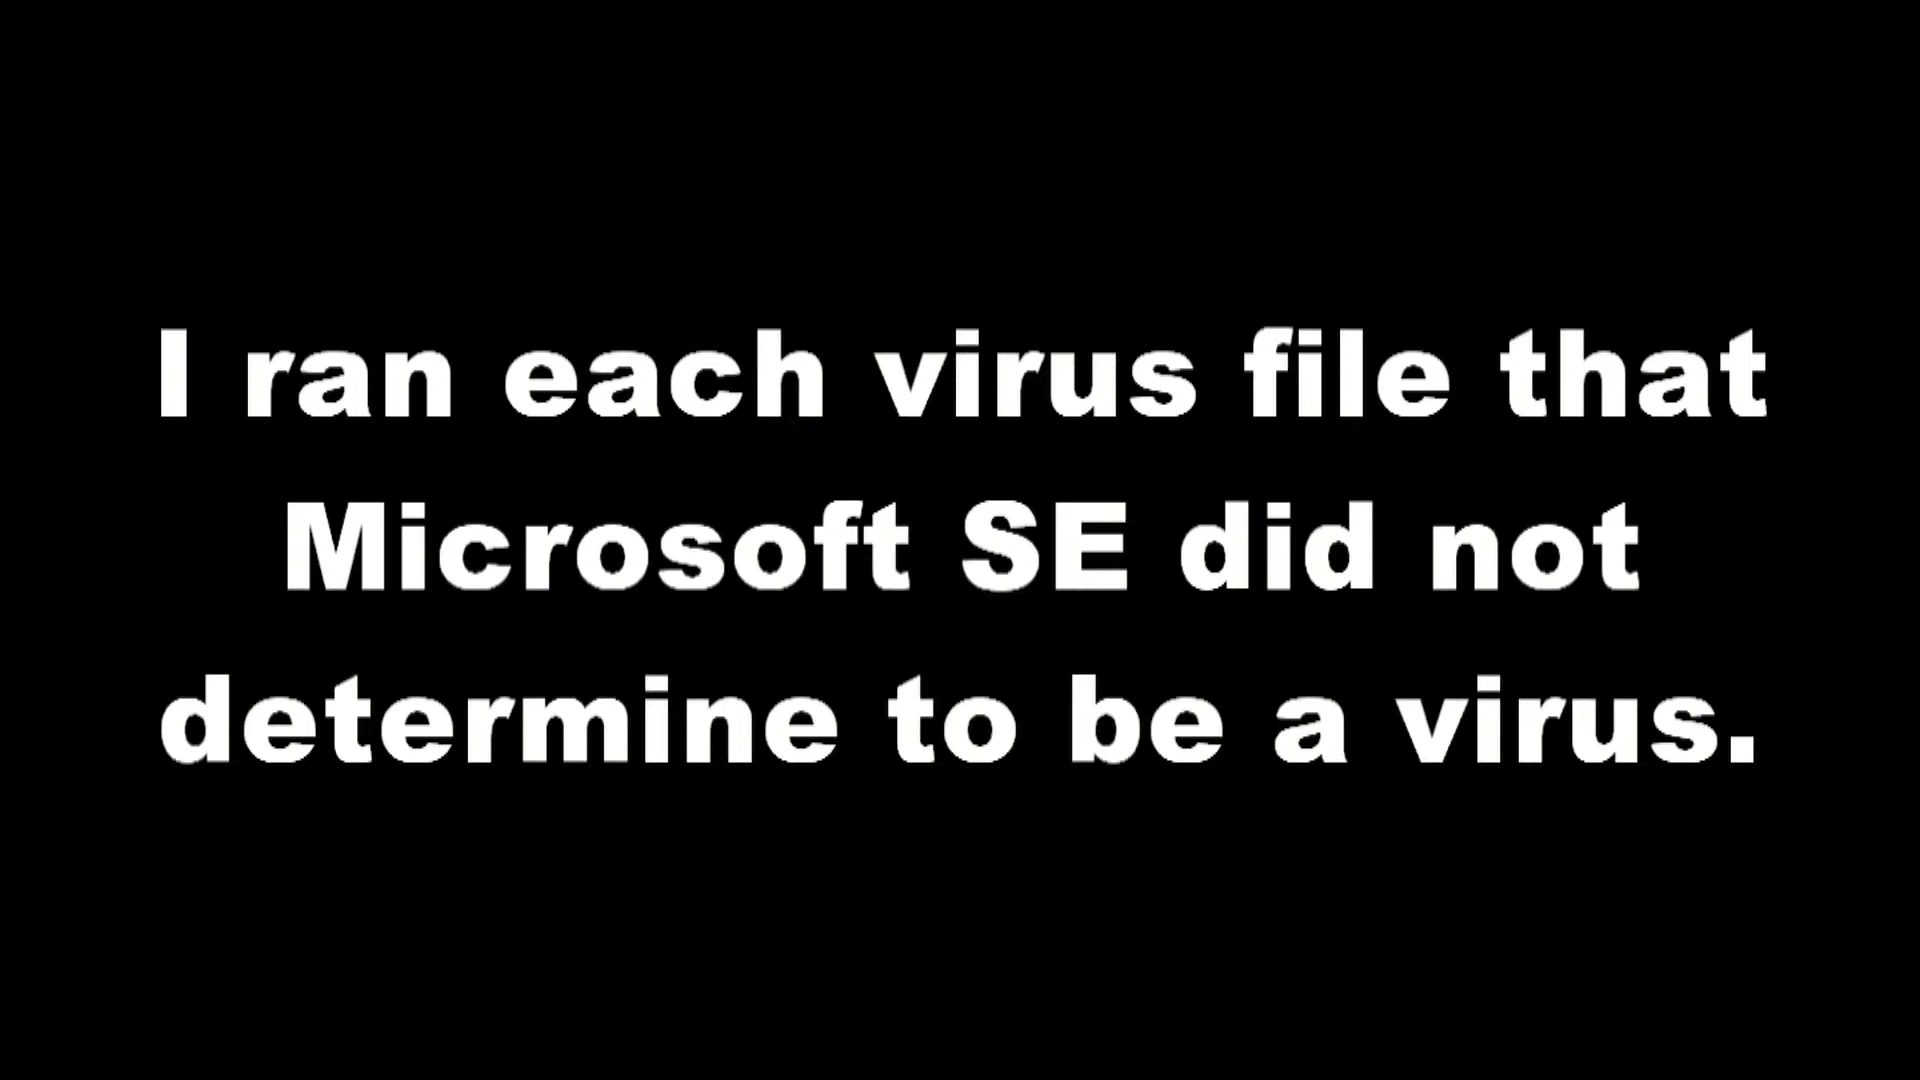 I ran each virus file that
Microsoft SE did not
determine to be a virus.